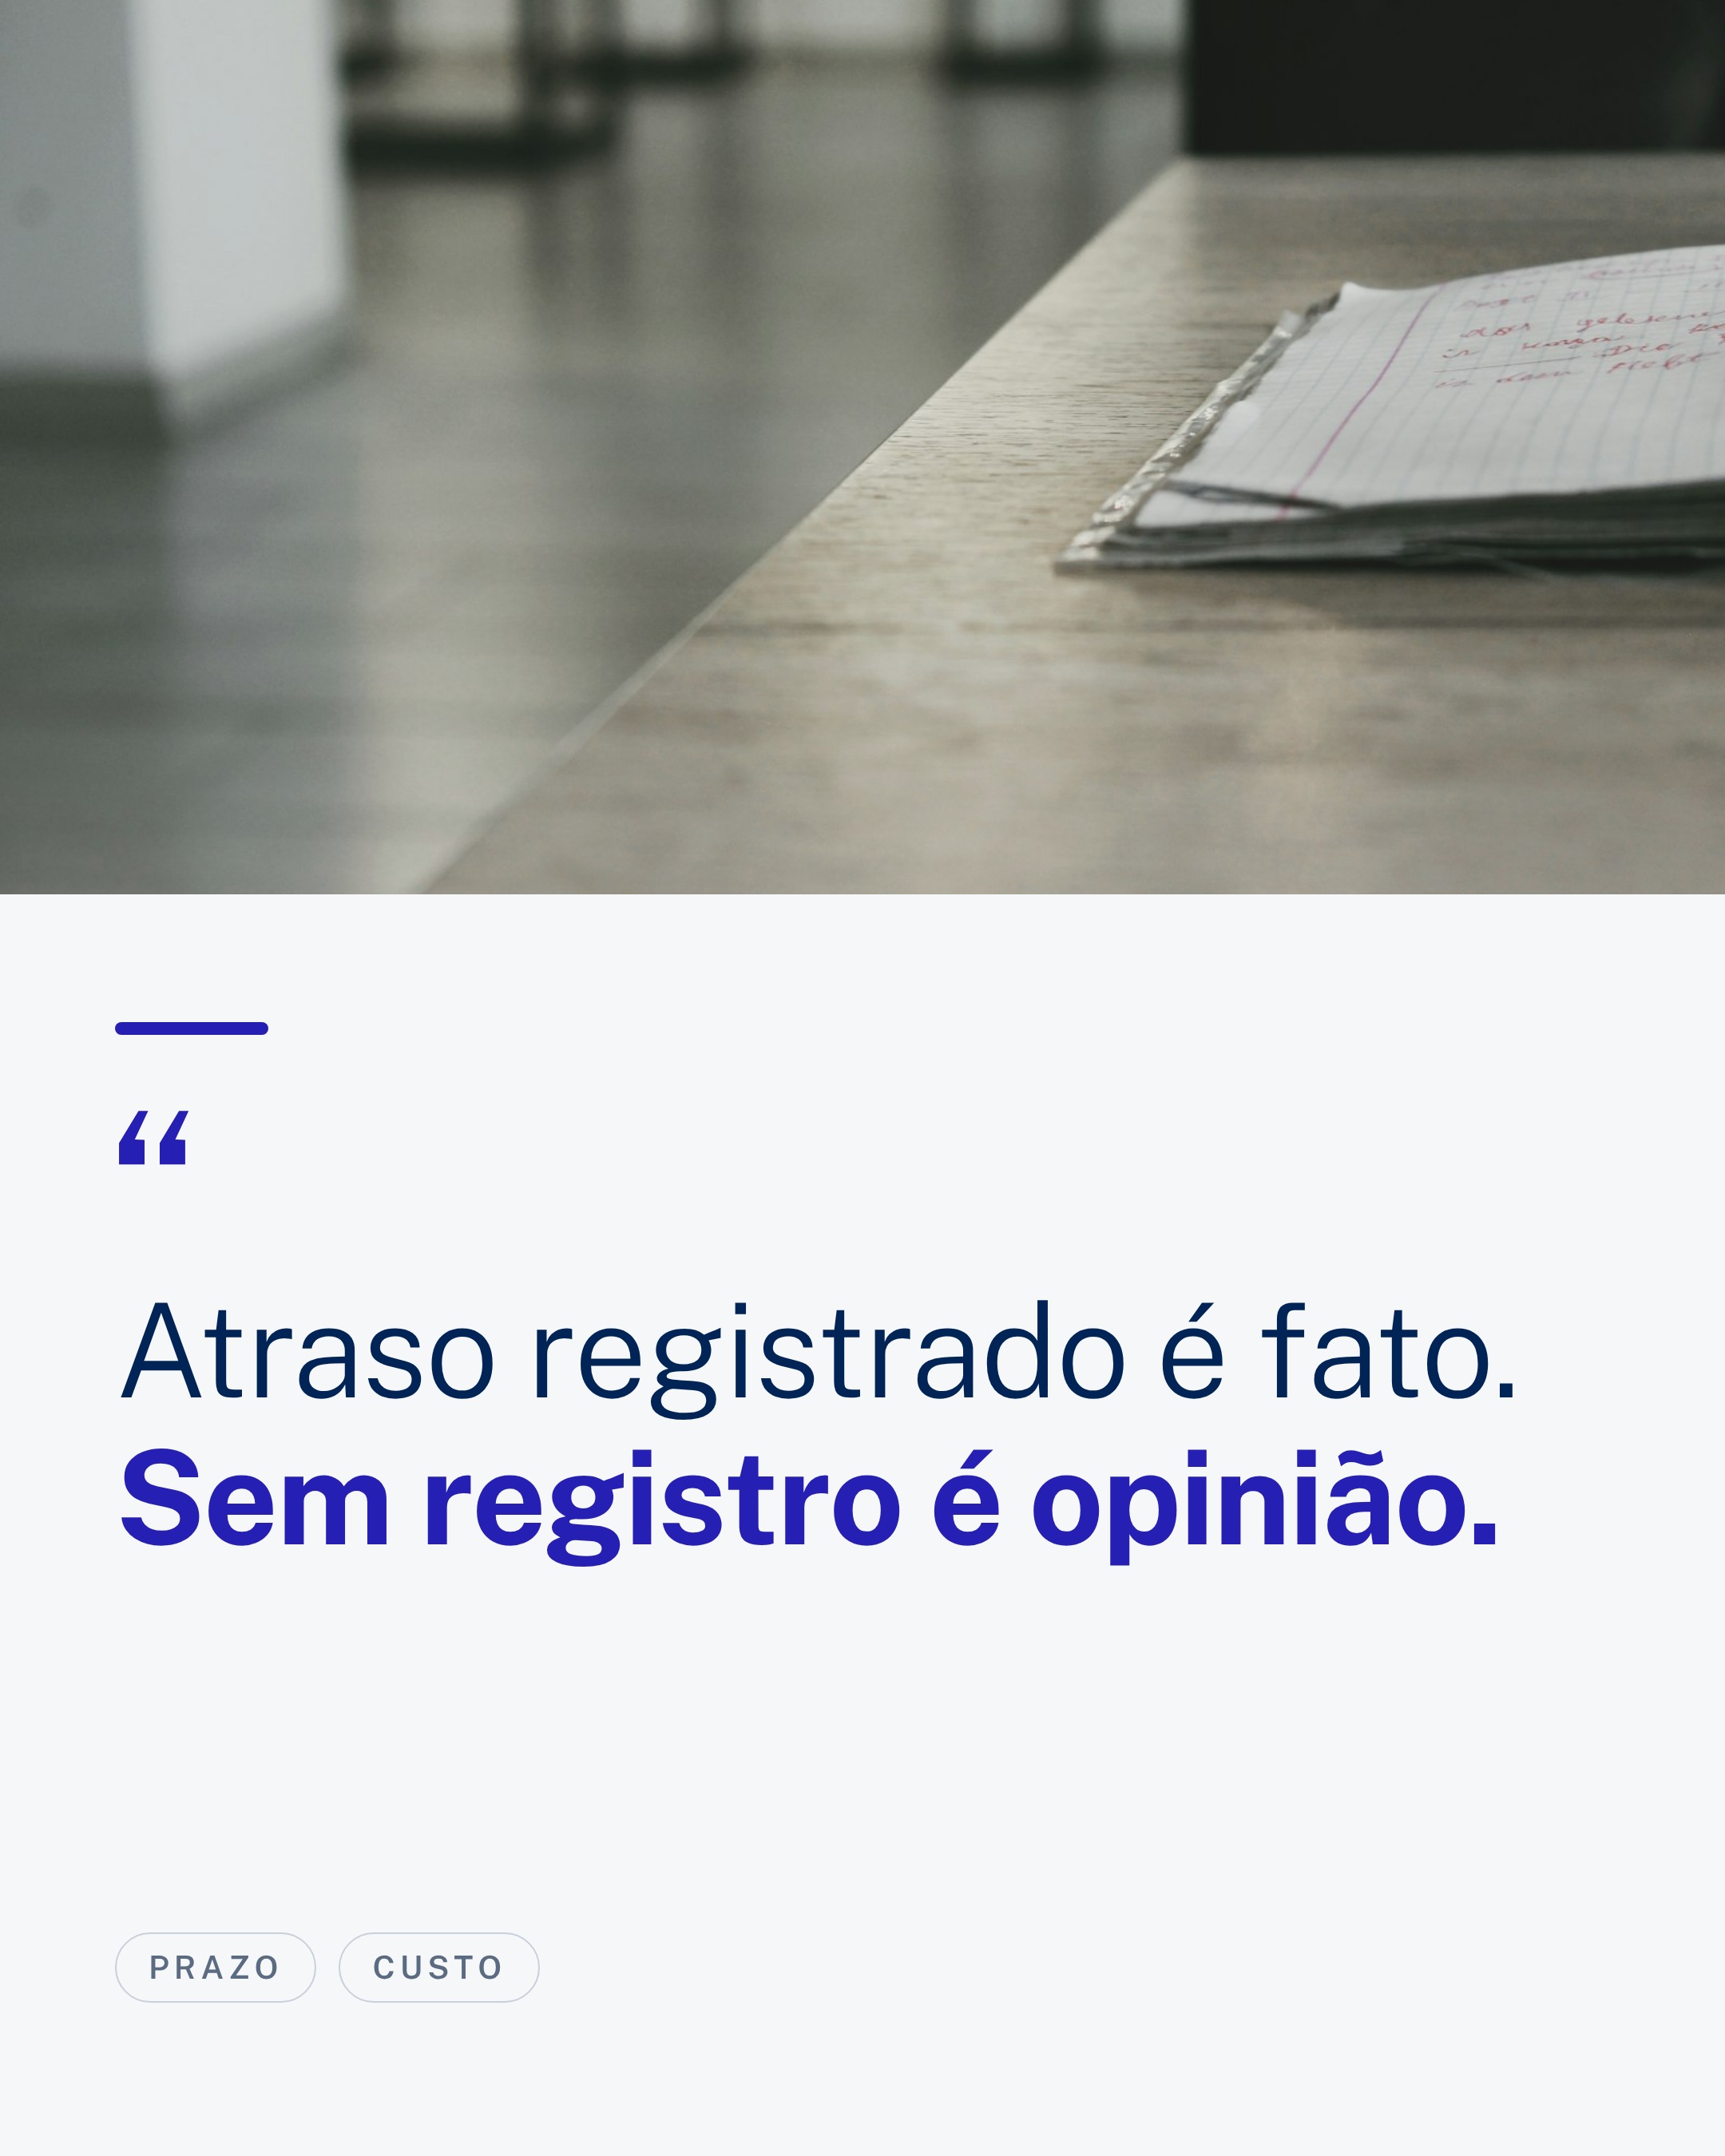 “
Atraso registrado é fato.
Sem registro é opinião.
PRAZO
CUSTO